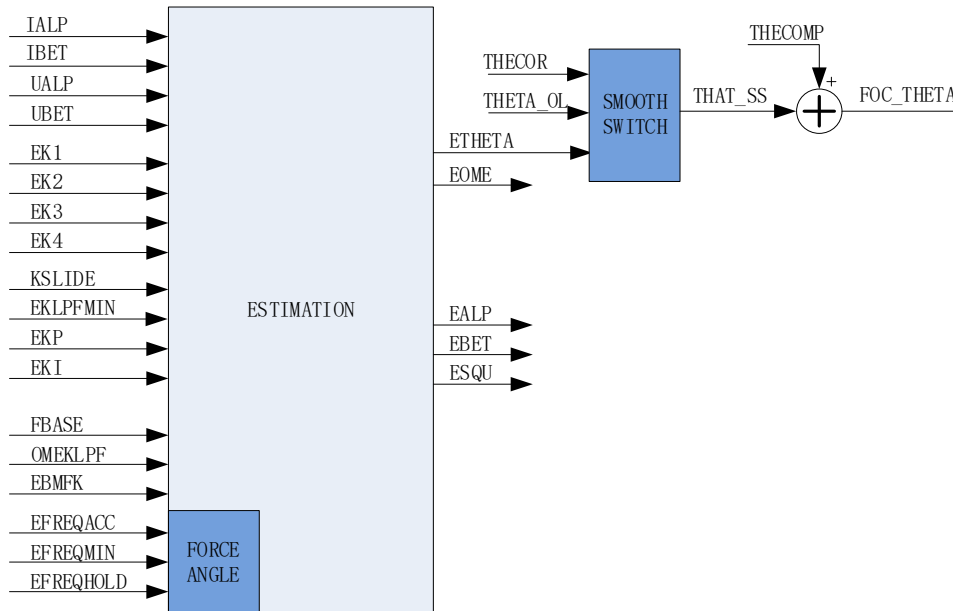 IALP
IBET
UALP
UBET
EK1
EK2
EK3
EK4
KSLIDE
EKLPFMIN
EKP
EKI
FBASE
OMEKLPF
EBMFK
EFREQACC
EFREQMIN
EFREQHOLD
FORCE
ANGLE
ESTIMATION
ETHETA
EOME
EALP
EBET
ESQU
THECOR
THETA_OL
SMOOTH
SWITCH
THAT_SS
THECOMP
+
FOC_THETA